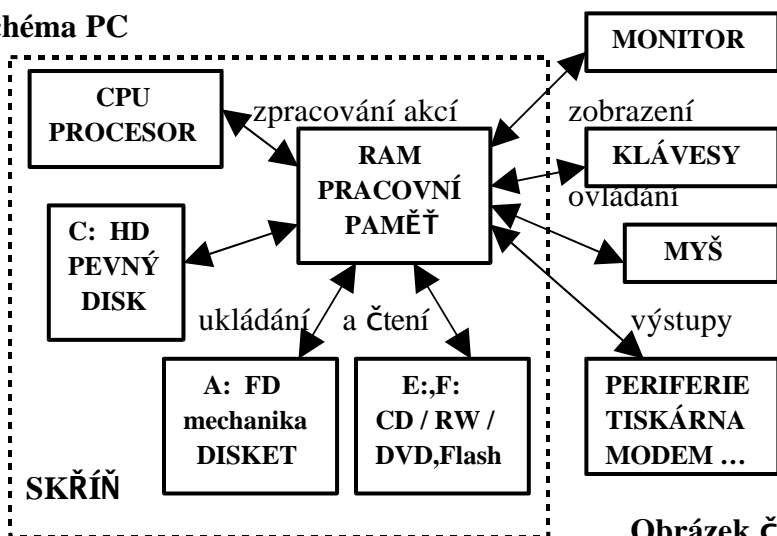 chéma PC
MONITOR
CPU
PROCESOR
zpracování akcí
zobrazení
RAM
PRACOVNÍ
PAMĚŤ
KLÁVESY
ovládání
C: HD
PEVNÝ
DISK
MYŠ
ukládání
a čtení
výstupy
A: FD
mechanika
DISKET
E:,F:
CD / RW /
DVD,Flash
PERIFERIE
TISKÁRNA
MODEM ...
SKŘÍŇ
Obrázek č